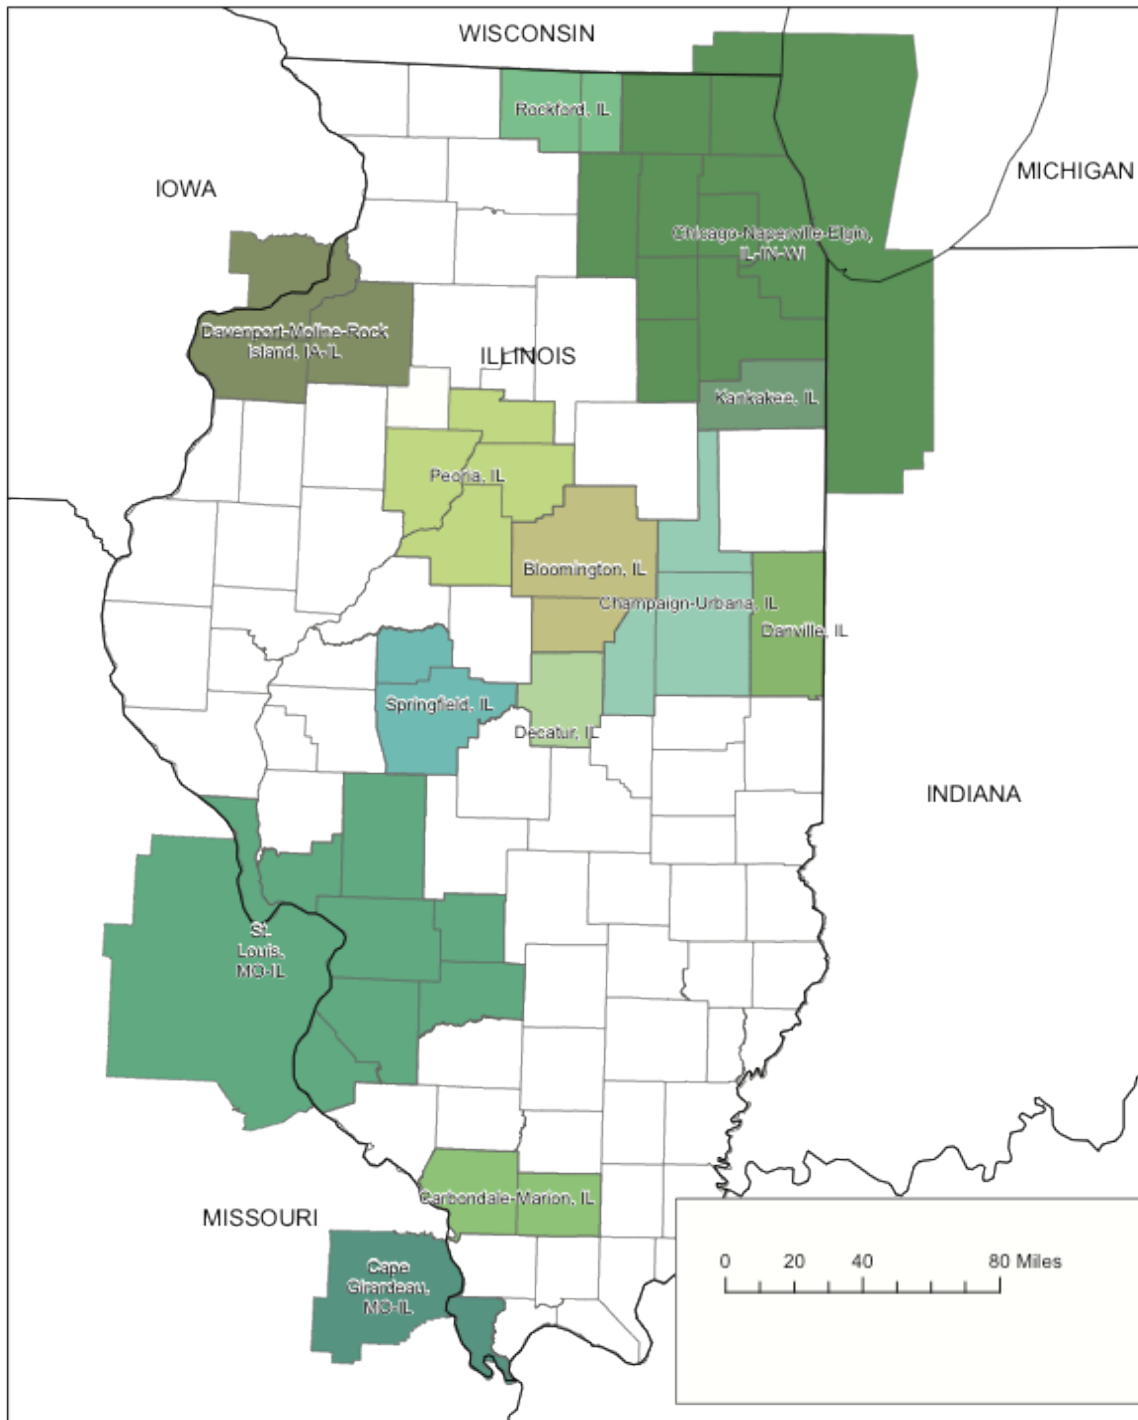 WISCONSIN
Rockford, IL
MICHIGAN
IOWA
Chicago-Naperville-Elgin,
IL-IN-WI
Davenport-Moline-Rock
Island, IA-IL
ILLINOIS
Kankakee, IL
Peoria, IL
Bloomington, IL
Champaign-Urbana, IL
Danville, IL
Springfield, IL
Decatur, IL
INDIANA
St.
Louis,
MO-IL
Carbondale-Marion, IL
MISSOURI
Cape
Girardeau,
MO-IL
0 20 40 80 Miles